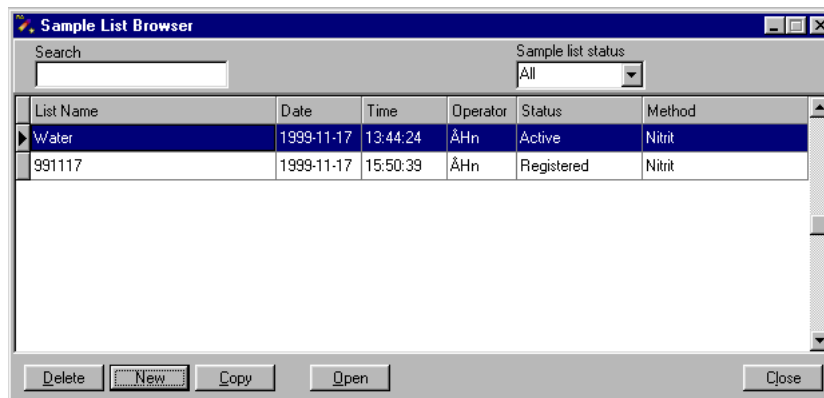 Sample List Browser
Search
Sample list status
All
List Name Date Time Operator Status Method
Water 1999-11-17 13:44:24 ÅHn Active Nitrit
991117 1999-11-17 15:50:39 ÅHn Registered Nitrit
Delete New Copy Open Close